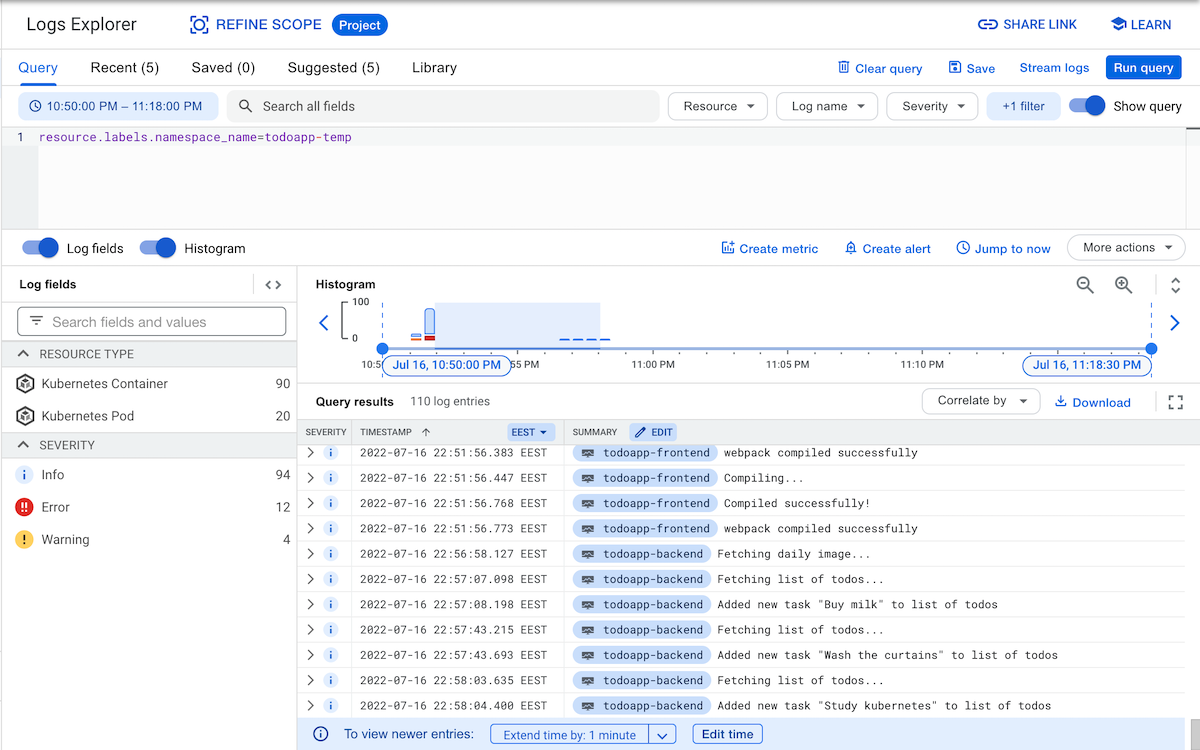 Logs Explorer REFINE SCOPE Project SHARE LINK LEARN
Query Recent (5) Saved (0) Suggested (5) Library Clear query Save Stream logs Run query
10:50:00 PM – 11:18:00 PM Search all fields Resource Log name Severity +1 filter Show query
1 resource.labels.namespace_name=todoapp-temp
Log fields Histogram Create metric Create alert Jump to now More actions
Log fields
Search fields and values
RESOURCE TYPE
Kubernetes Container 90
Kubernetes Pod 20
SEVERITY
Info 94
Error 12
Warning 4
Histogram
100
0
10:5 Jul 16, 10:50:00 PM 55 PM 11:00 PM 11:05 PM 11:10 PM Jul 16, 11:18:30 PM
Query results 110 log entries Correlate by Download
SEVERITY TIMESTAMP EEST SUMMARY EDIT
2022-07-16 22:51:56.383 EEST todoapp-frontend webpack compiled successfully
2022-07-16 22:51:56.447 EEST todoapp-frontend Compiling...
2022-07-16 22:51:56.768 EEST todoapp-frontend Compiled successfully!
2022-07-16 22:51:56.773 EEST todoapp-frontend webpack compiled successfully
2022-07-16 22:56:58.127 EEST todoapp-backend Fetching daily image...
2022-07-16 22:57:07.098 EEST todoapp-backend Fetching list of todos...
2022-07-16 22:57:08.198 EEST todoapp-backend Added new task "Buy milk" to list of todos
2022-07-16 22:57:43.215 EEST todoapp-backend Fetching list of todos...
2022-07-16 22:57:43.693 EEST todoapp-backend Added new task "Wash the curtains" to list of todos
2022-07-16 22:58:03.635 EEST todoapp-backend Fetching list of todos...
2022-07-16 22:58:04.400 EEST todoapp-backend Added new task "Study kubernetes" to list of todos
To view newer entries: Extend time by: 1 minute Edit time